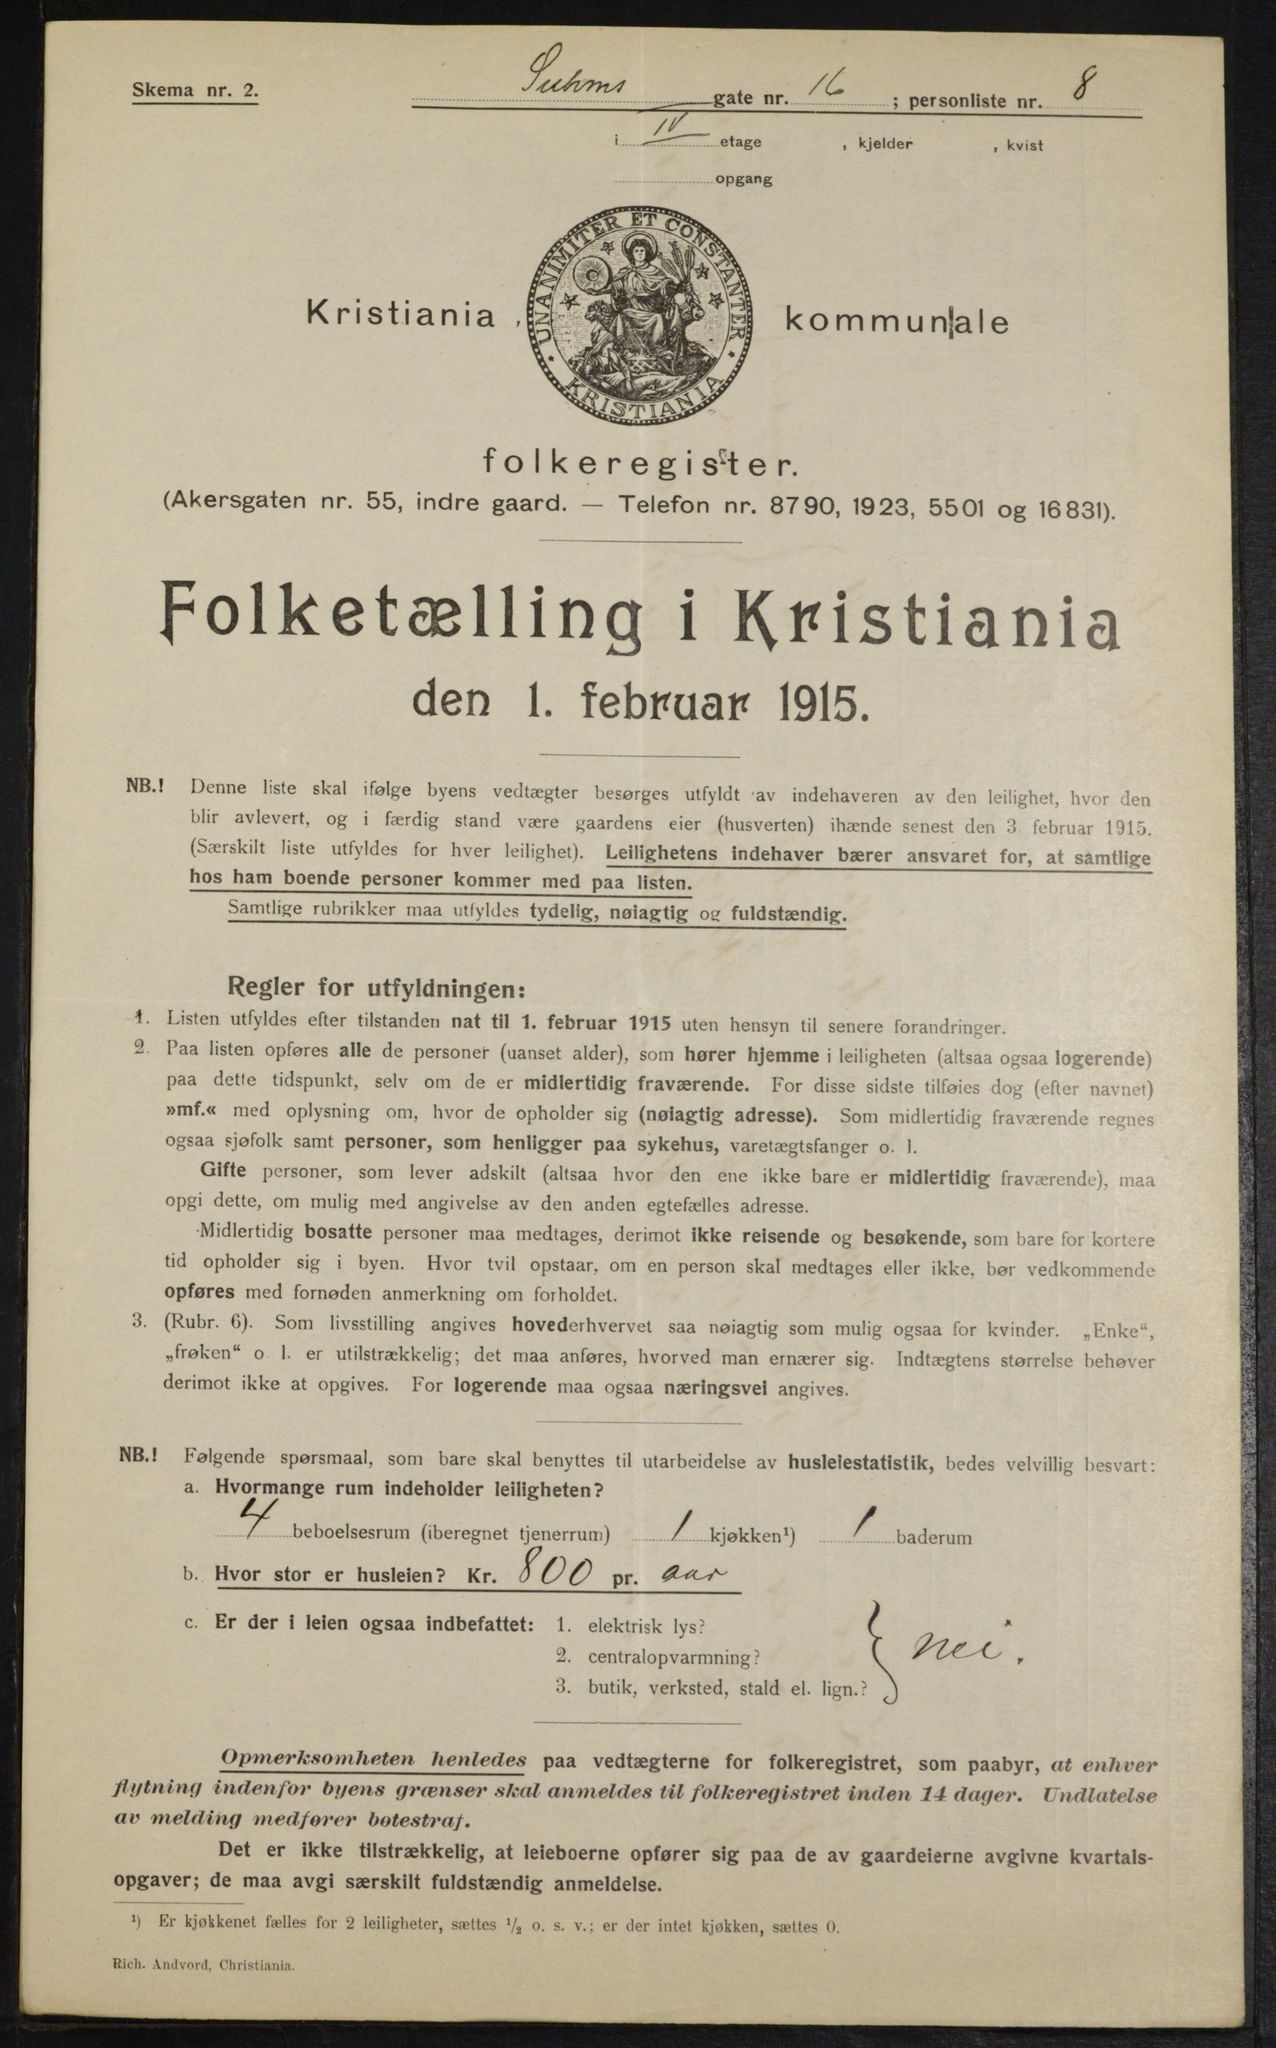 Skema nr. 2.
Suhms gate nr. 16 ; personliste nr. 8
i IV etage , kjelder , kvist
opgang
UNANIMITER ET CONSTANTER
KRISTIANIA
Kristiania kommunale
folkeregister.
(Akersgaten nr. 55, indre gaard. — Telefon nr. 8790, 1923, 5501 og 16831).
Folketælling i Kristiania
den 1. februar 1915.
NB.! Denne liste skal ifølge byens vedtægter besørges utfyldt av indehaveren av den leilighet, hvor den
blir avlevert, og i færdig stand være gaardens eier (husverten) ihænde senest den 3 februar 1915.
(Særskilt liste utfyldes for hver leilighet). Leilighetens indehaver bærer ansvaret for, at samtlige
hos ham boende personer kommer med paa listen.
Samtlige rubrikker maa utfyldes tydelig, nøiagtig og fuldstændig.
Regler for utfyldningen:
1. Listen utfyldes efter tilstanden nat til 1. februar 1915 uten hensyn til senere forandringer.
2. Paa listen opføres alle de personer (uanset alder), som hører hjemme i leiligheten (altsaa ogsaa logerende)
paa dette tidspunkt, selv om de er midlertidig fraværende. For disse sidste tilføies dog (efter navnet)
»mf.« med oplysning om, hvor de opholder sig (nøiagtig adresse). Som midlertidig fraværende regnes
ogsaa sjøfolk samt personer, som henligger paa sykehus, varetægtsfanger o. l.
Gifte personer, som lever adskilt (altsaa hvor den ene ikke bare er midlertidig fraværende), maa
opgi dette, om mulig med angivelse av den anden egtefælles adresse.
Midlertidig bosatte personer maa medtages, derimot ikke reisende og besøkende, som bare for kortere
tid opholder sig i byen. Hvor tvil opstaar, om en person skal medtages eller ikke, bør vedkommende
opføres med fornøden anmerkning om forholdet.
3. (Rubr. 6). Som livsstilling angives hovederhvervet saa nøiagtig som mulig ogsaa for kvinder. „Enke“,
„frøken“ o l. er utilstrækkelig; det maa anføres, hvorved man ernærer sig. Indtægtens størrelse behøver
derimot ikke at opgives. For logerende maa ogsaa næringsvei angives.
NB.! Følgende spørsmaal, som bare skal benyttes til utarbeidelse av husleiestatistik, bedes velvillig besvart:
a. Hvormange rum indeholder leiligheten?
4 beboelsesrum (iberegnet tjenerrum) 1 kjøkken¹) 1 baderum
b. Hvor stor er husleien? Kr. 800 pr. aar
c. Er der i leien ogsaa indbefattet: 1. elektrisk lys?
2. centralopvarmning? nei.
3. butik, verksted, stald el. lign.?
Opmerksomheten henledes paa vedtægterne for folkeregistret, som paabyr, at enhver
flytning indenfor byens grænser skal anmeldes til folkeregistret inden 14 dager. Undlatelse
av melding medfører bøtestraf.
Det er ikke tilstrækkelig, at leieboerne opfører sig paa de av gaardeierne avgivne kvartals-
opgaver; de maa avgi særskilt fuldstændig anmeldelse.
¹) Er kjøkkenet fælles for 2 leiligheter, sættes ½ o. s. v.; er der intet kjøkken, sættes 0.
Rich. Andvord, Christiania.